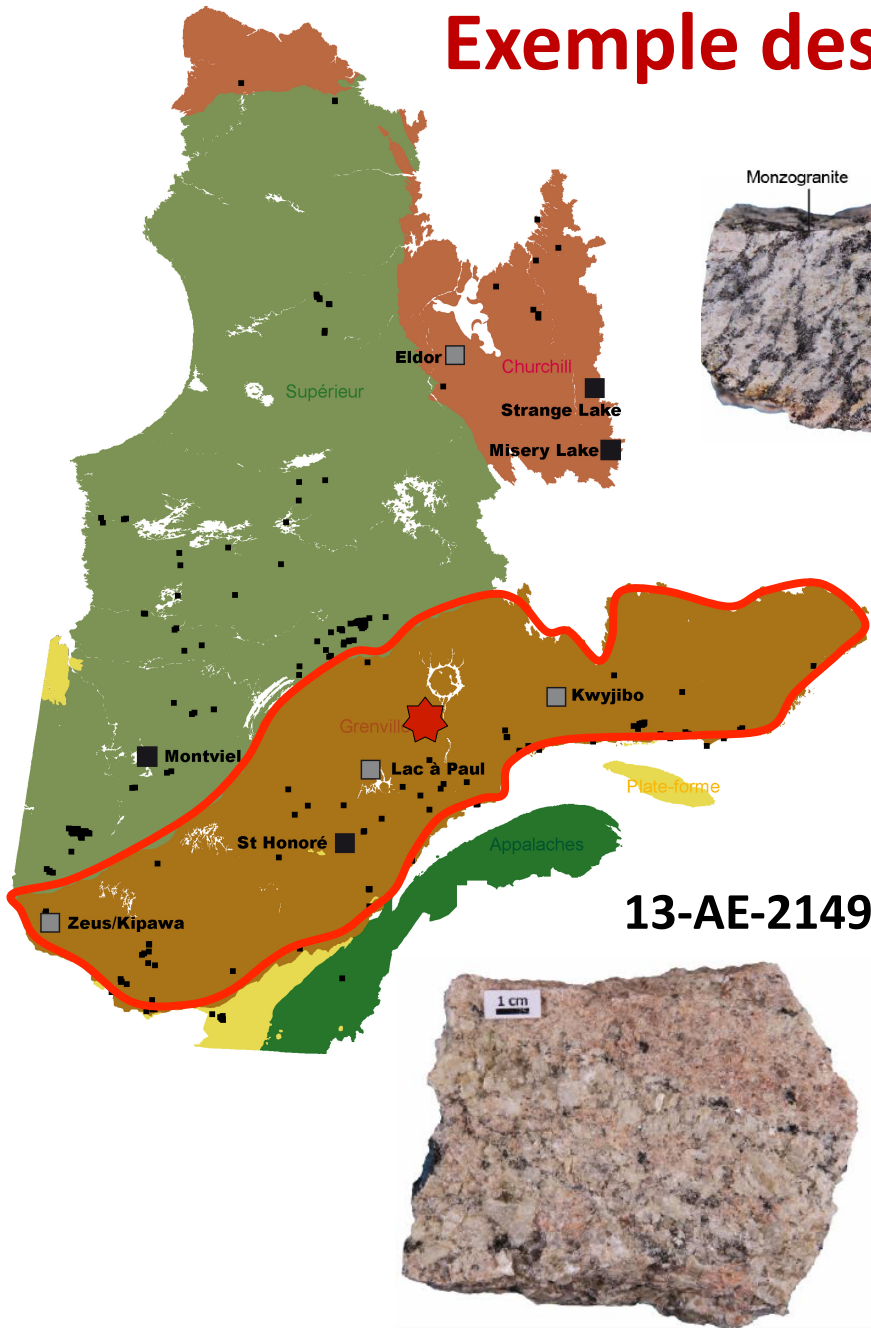 Exemple des
Monzogranite
Eldor
Churchill
Supérieur
Strange Lake
Misery Lake
Kwyjibo
Grenville
Montviel
Lac à Paul
Plate-forme
St Honoré
Appalaches
Zeus/Kipawa
13-AE-2149
1 cm